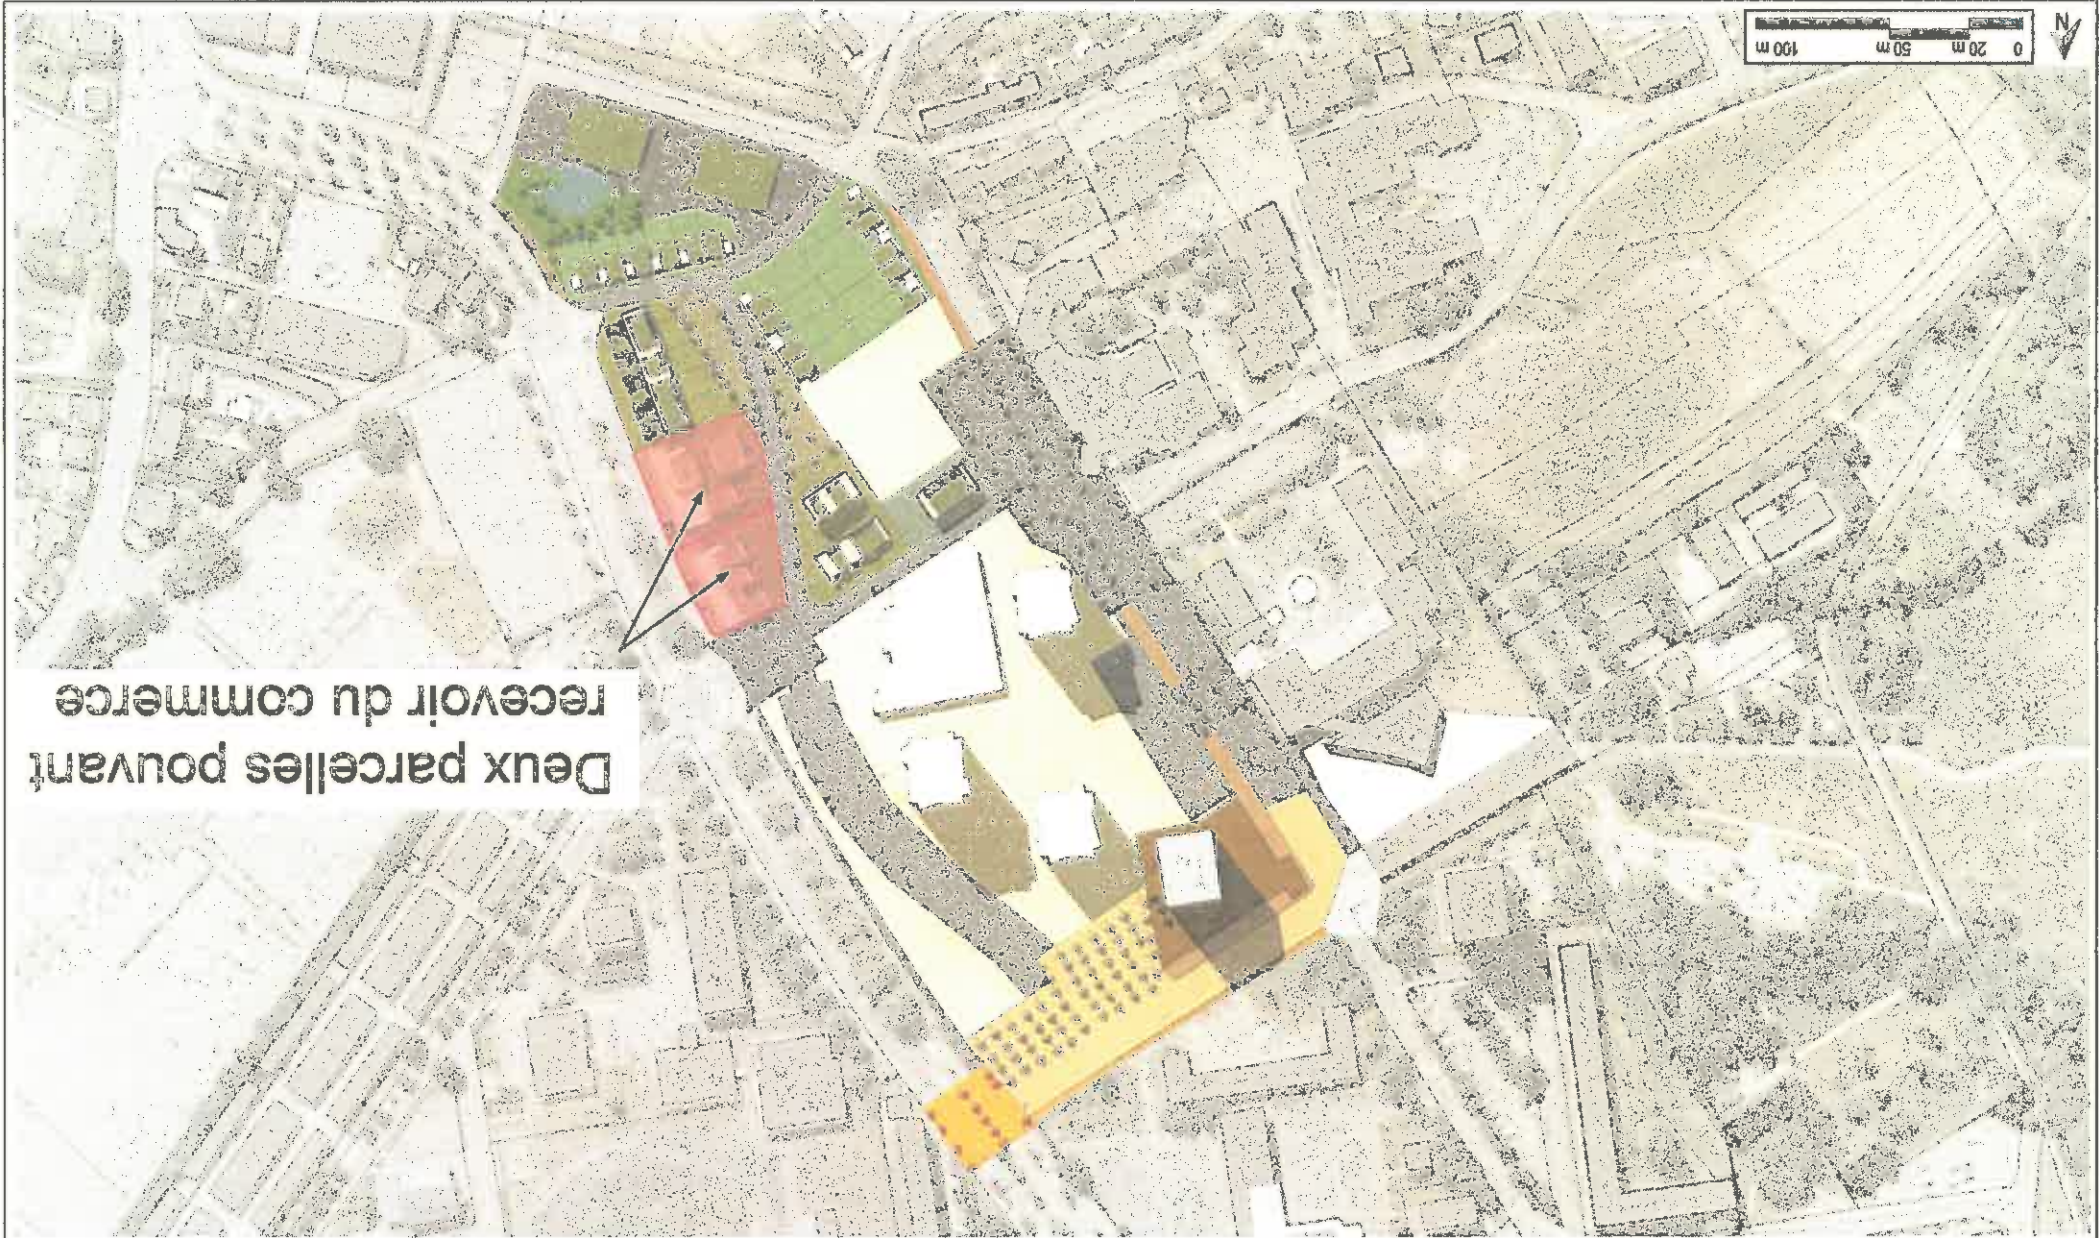 Deux parcelles pouvant
recevoir du commerce
0 20 m 50 m 100 m
N